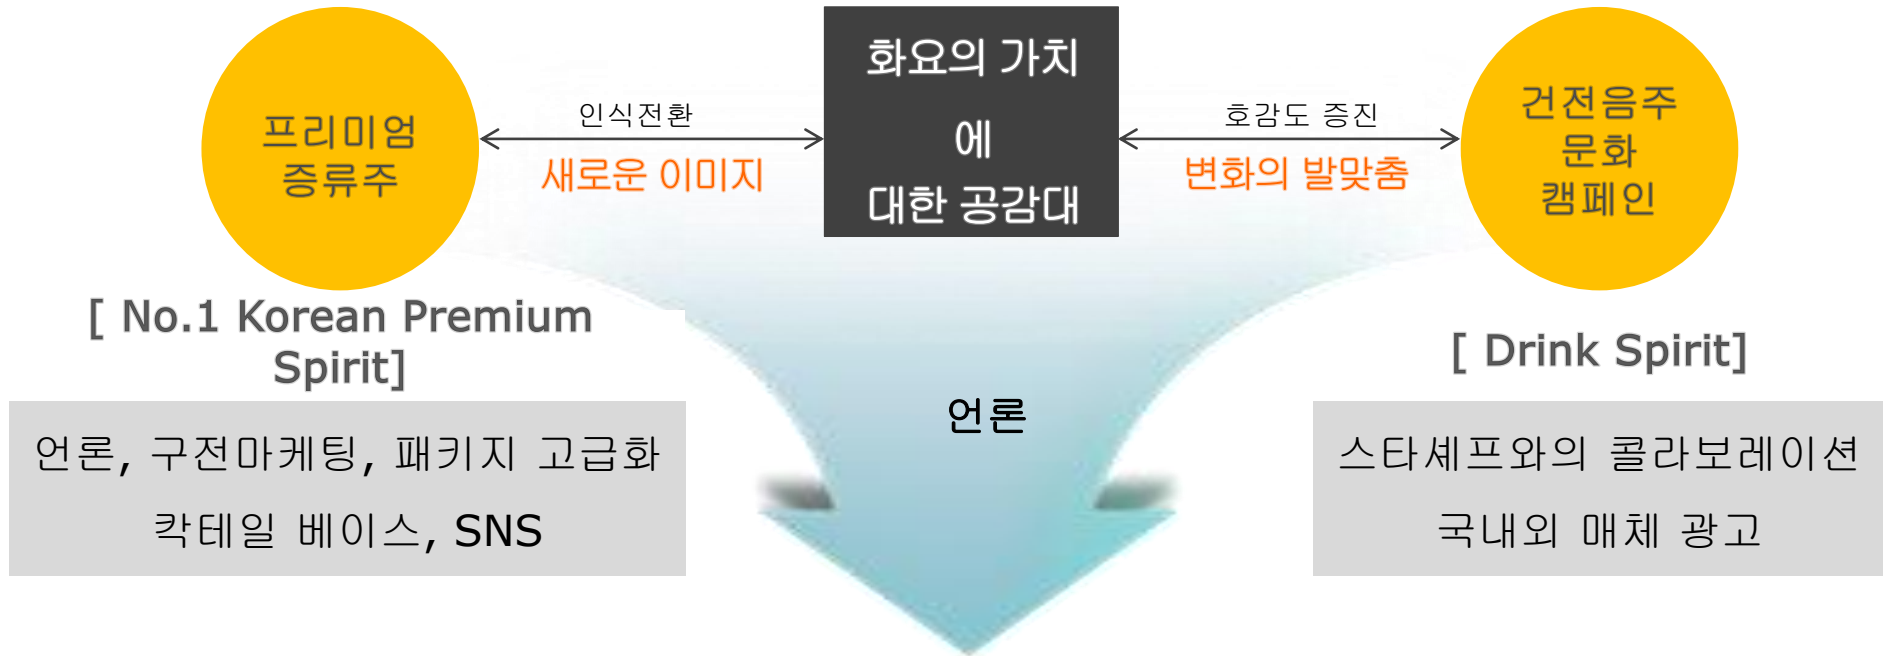 프리미엄
증류주
인식전환
새로운 이미지
화요의 가치
에
대한 공감대
호감도 증진
변화의 발맞춤
건전음주
문화
캠페인
[ No.1 Korean Premium
Spirit]
[ Drink Spirit]
언론
언론, 구전마케팅, 패키지 고급화
칵테일 베이스, SNS
스타셰프와의 콜라보레이션
국내외 매체 광고